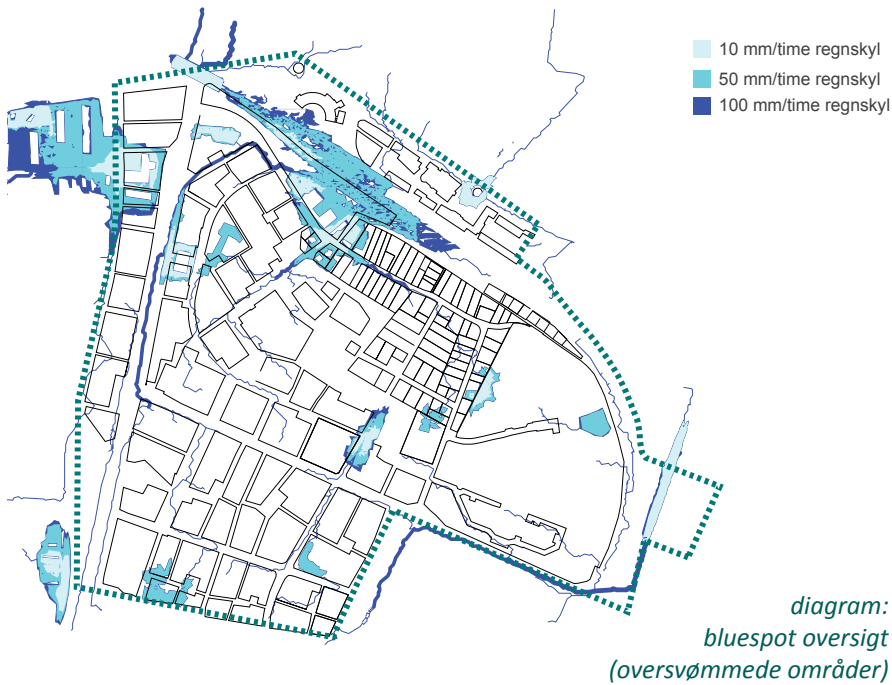 10 mm/time regnskyl
50 mm/time regnskyl
100 mm/time regnskyl
diagram:
bluespot oversigt
(oversvømmede områder)